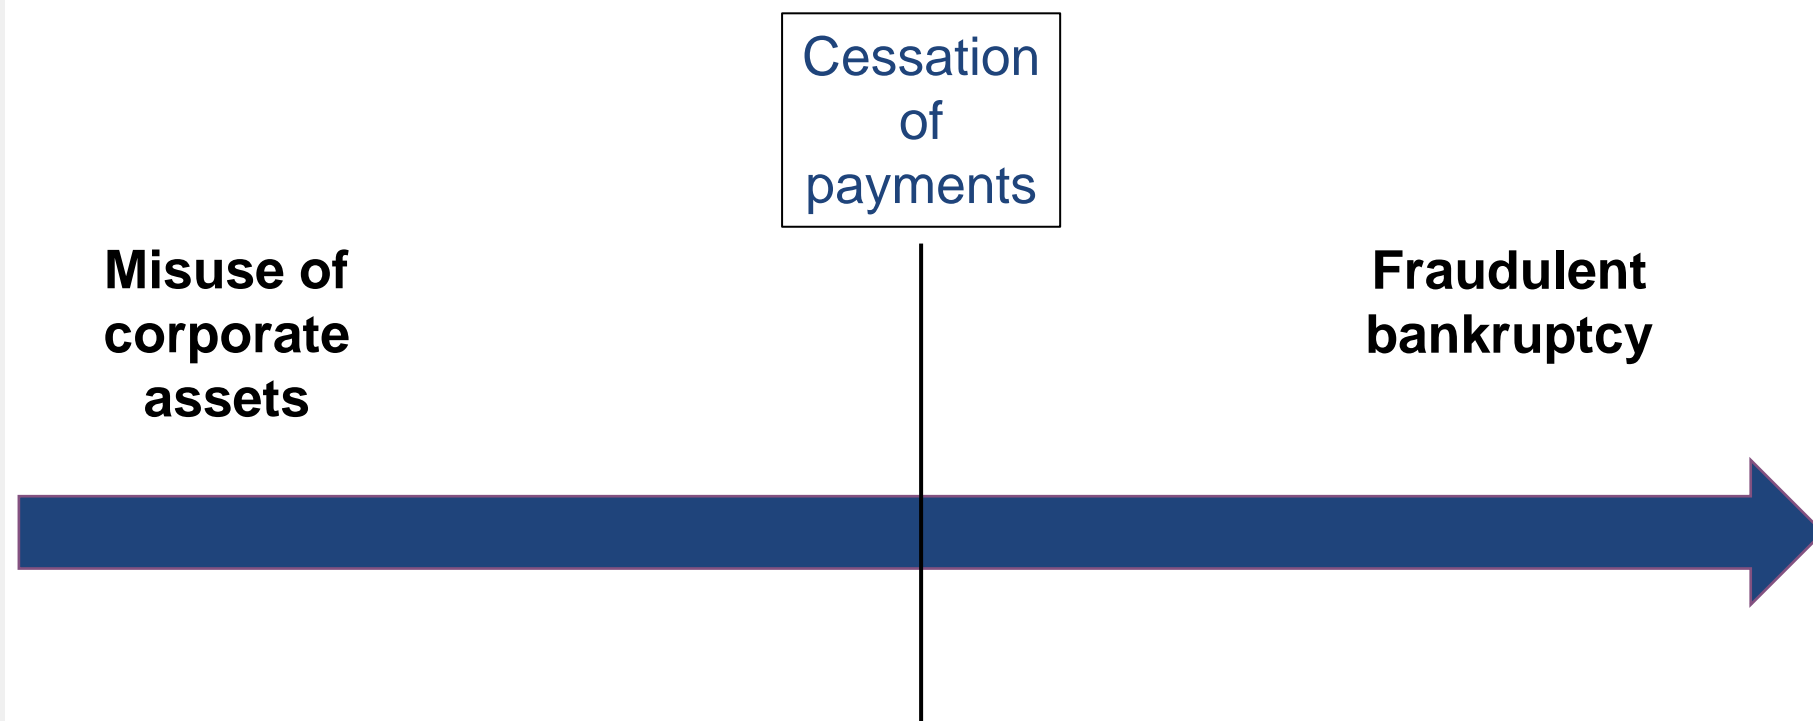 Cessation
of
payments
Misuse of
corporate
assets
Fraudulent
bankruptcy